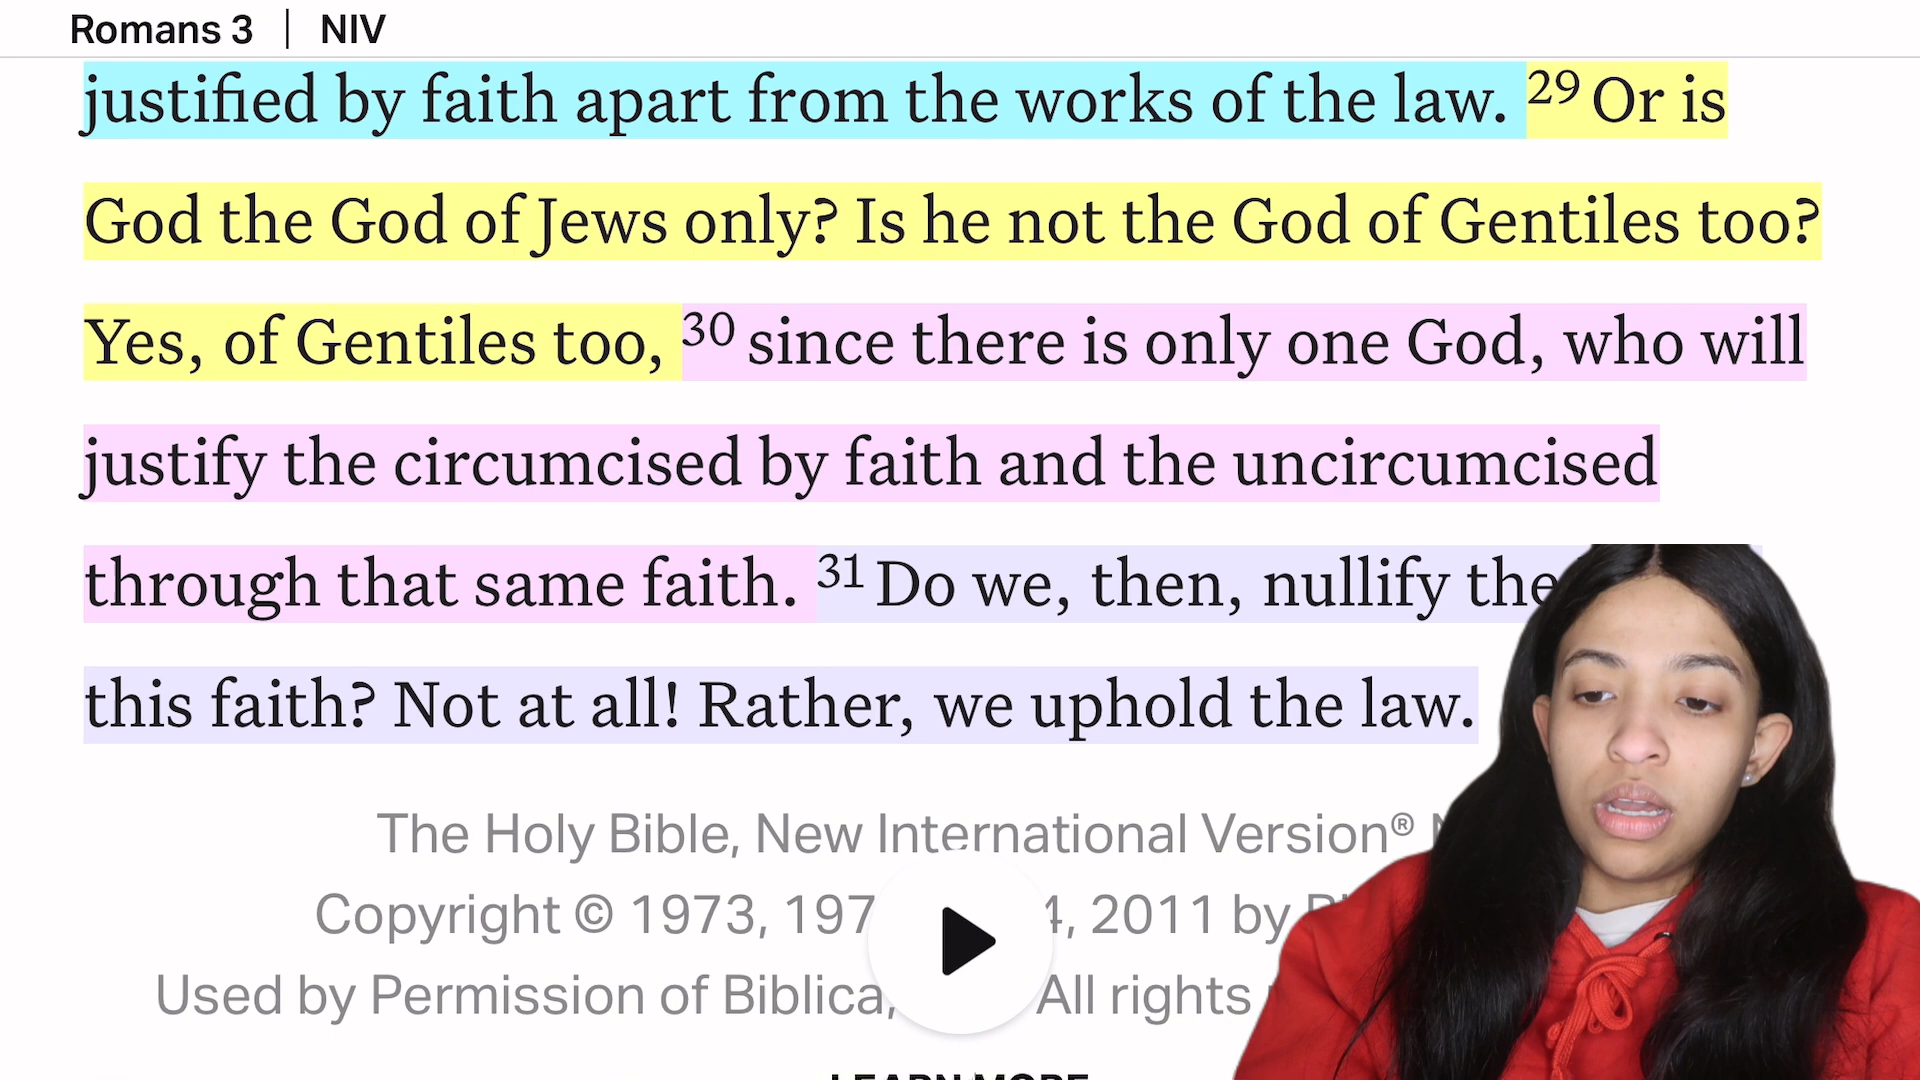 Romans 3 | NIV
justified by faith apart from the works of the law. 29 Or is
God the God of Jews only? Is he not the God of Gentiles too?
Yes, of Gentiles too, 30 since there is only one God, who will
justify the circumcised by faith and the uncircumcised
through that same faith. 31 Do we, then, nullify the
this faith? Not at all! Rather, we uphold the law.
The Holy Bible, New International Version®
Copyright © 1973, 2011 by
Used by Permission of Biblica, All rights
LEARN MORE